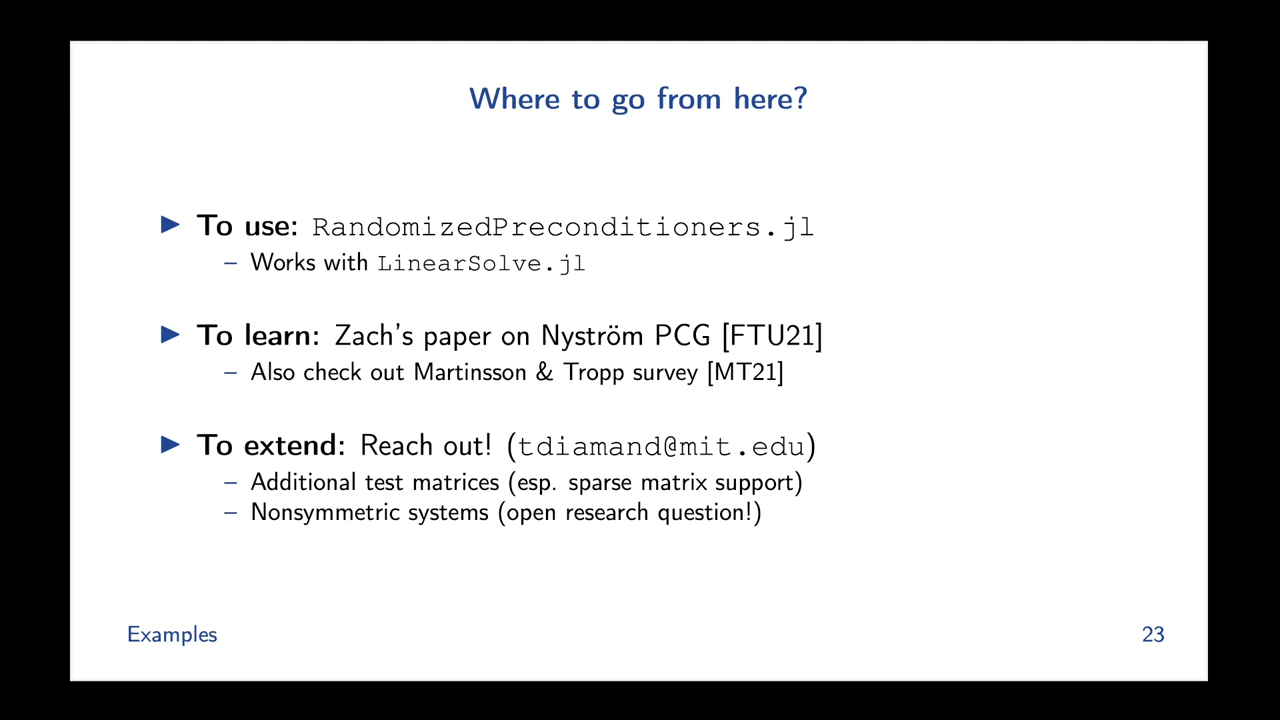 Where to go from here?
▶ To use: RandomizedPreconditioners.jl
– Works with LinearSolve.jl
▶ To learn: Zach's paper on Nyström PCG [FTU21]
– Also check out Martinsson & Tropp survey [MT21]
▶ To extend: Reach out! (tdiamand@mit.edu)
– Additional test matrices (esp. sparse matrix support)
– Nonsymmetric systems (open research question!)
Examples 23